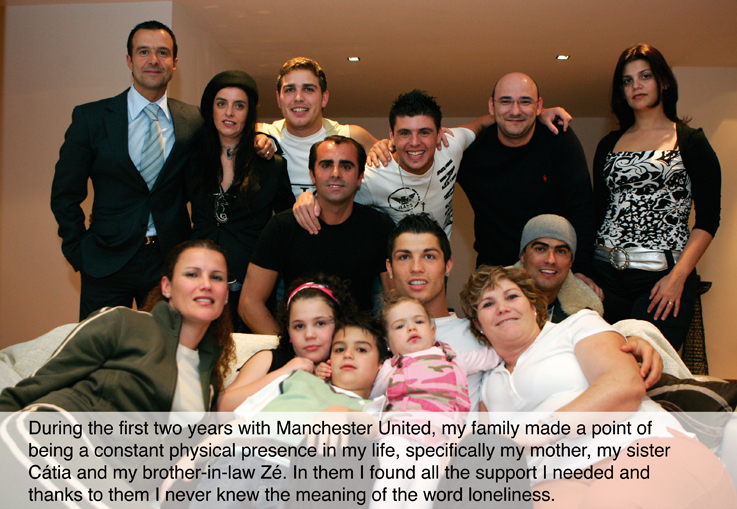 During the first two years with Manchester United, my family made a point of
being a constant physical presence in my life, specifically my mother, my sister
Cátia and my brother-in-law Zé. In them I found all the support I needed and
thanks to them I never knew the meaning of the word loneliness.